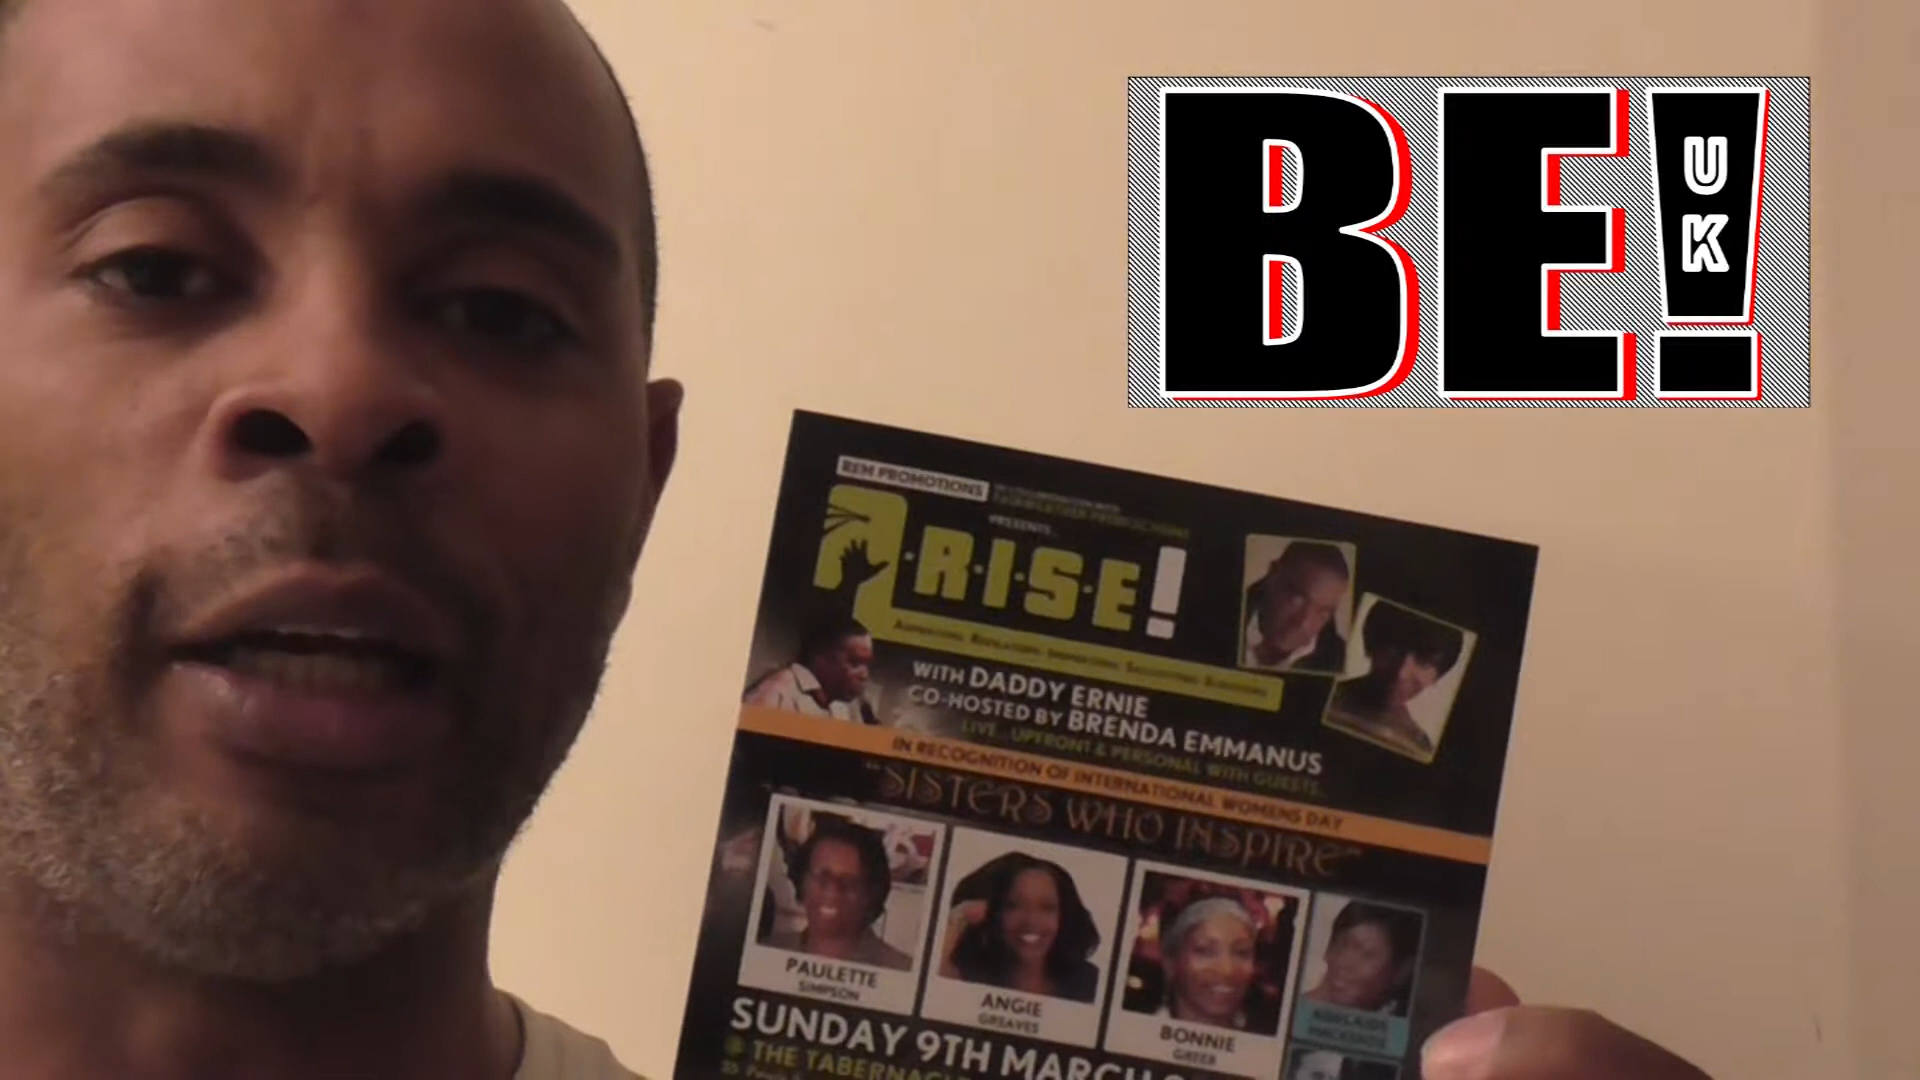 BE!
UK
REM PROMOTIONS
PRESENTS...
A·R·I·S·E!
WITH DADDY ERNIE
CO-HOSTED BY BRENDA EMMANUS
LIVE... UPFRONT & PERSONAL WITH GUESTS...
IN RECOGNITION OF INTERNATIONAL WOMENS DAY
"SISTERS WHO INSPIRE"
PAULETTE
SIMPSON
ANGIE
GREAVES
BONNIE
GREER
SUNDAY 9TH MARCH
@ THE TABERNACLE